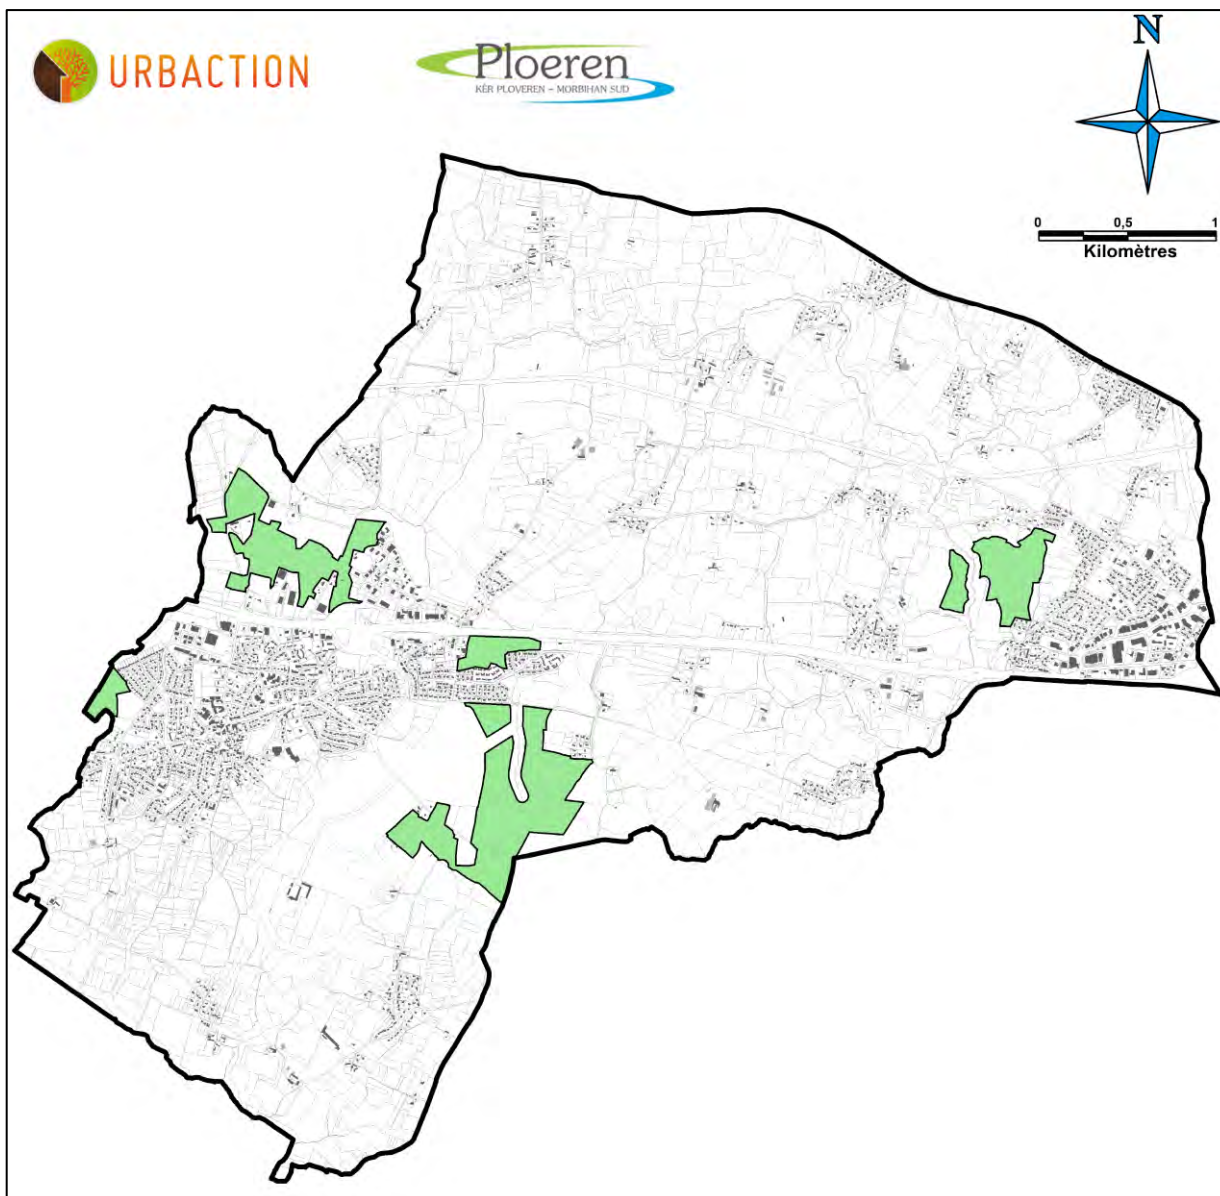 URBACTION
Ploeren
KÊR PLOVEREN – MORBIHAN SUD
N
0 0,5 1
Kilomètres